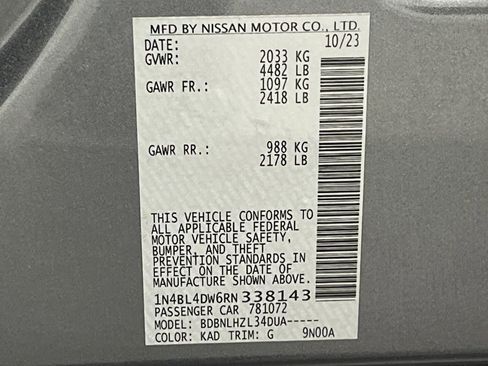 MFD BY NISSAN MOTOR CO., LTD.
DATE: 10/23
GVWR: 2033 KG
4482 LB
GAWR FR.: 1097 KG
2418 LB
GAWR RR.: 988 KG
2178 LB
THIS VEHICLE CONFORMS TO
ALL APPLICABLE FEDERAL
MOTOR VEHICLE SAFETY,
BUMPER, AND THEFT
PREVENTION STANDARDS IN
EFFECT ON THE DATE OF
MANUFACTURE SHOWN ABOVE.
1N4BL4DW6RN338143
PASSENGER CAR 781072
MODEL: BDBNLHZL34DUA-----
COLOR: KAD TRIM: G 9N00A